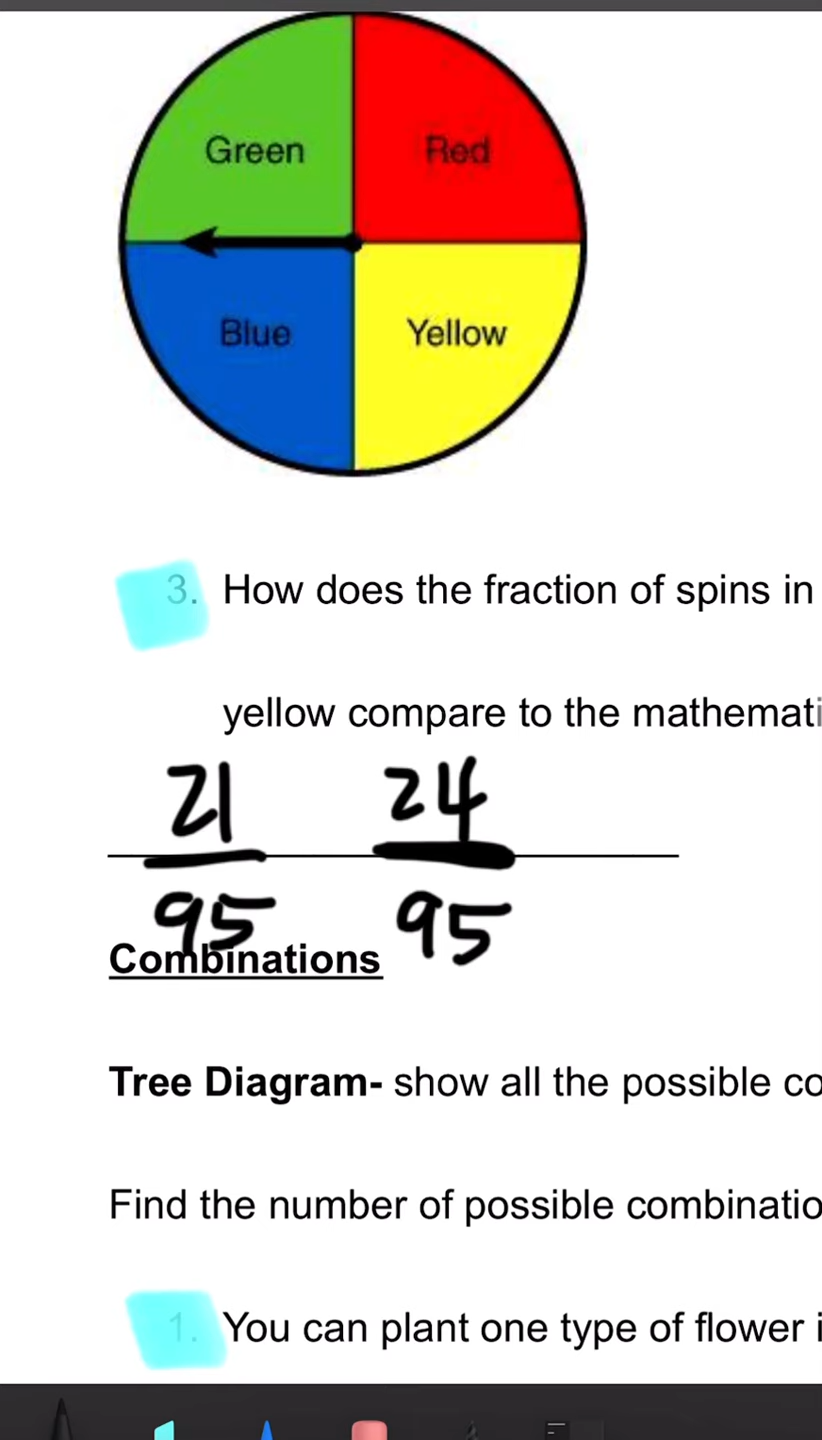 Green Red
Blue Yellow
3. How does the fraction of spins in
yellow compare to the mathemati
21 24
95 95
Combinations
Tree Diagram- show all the possible co
Find the number of possible combinatio
1. You can plant one type of flower i